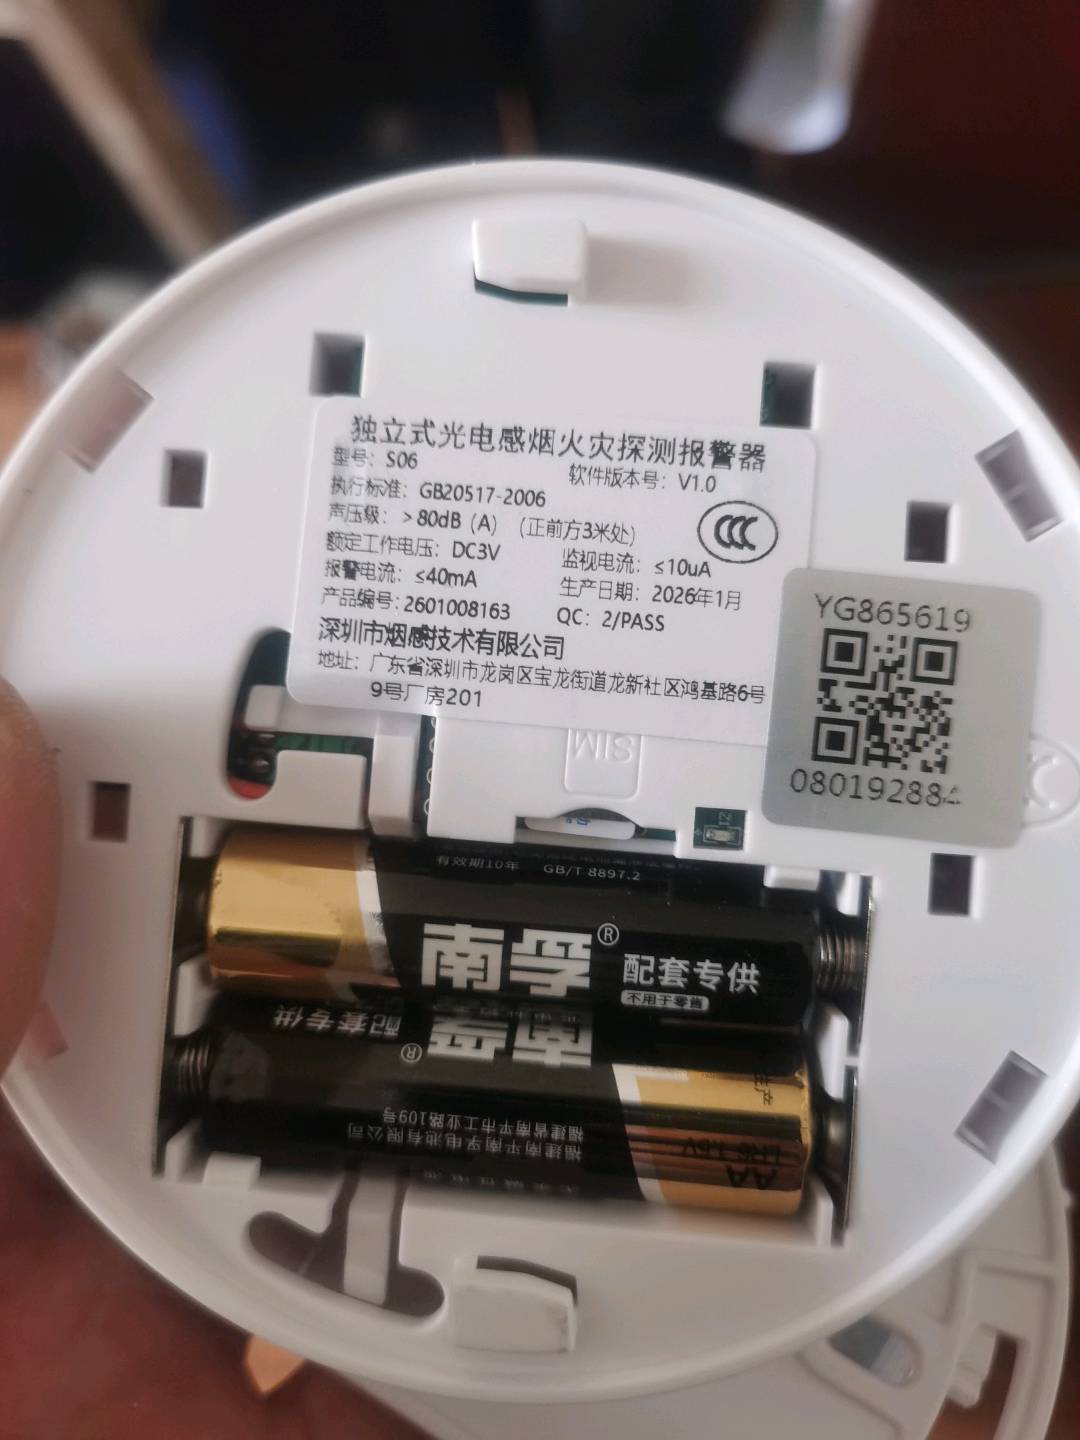 独立式光电感烟火灾探测报警器
型号：S06
软件版本号：V1.0
执行标准：GB20517-2006
声压级：＞80dB（A）（正前方3米处）
额定工作电压：DC3V
监视电流：≤10uA
报警电流：≤40mA
生产日期：2026年1月
产品编号：2601008163
QC：2/PASS
深圳市烟感技术有限公司
地址：广东省深圳市龙岗区宝龙街道龙新社区鸿基路6号
9号厂房201
CCC
YG865619
080192884
SIM
有效期10年 GB/T 8897.2
南孚®
配套专供
不用于零售
南孚®
配套专供
福建南平南孚电池有限公司
福建省南平市工业路109号
AA
LR6 1.5V
生产